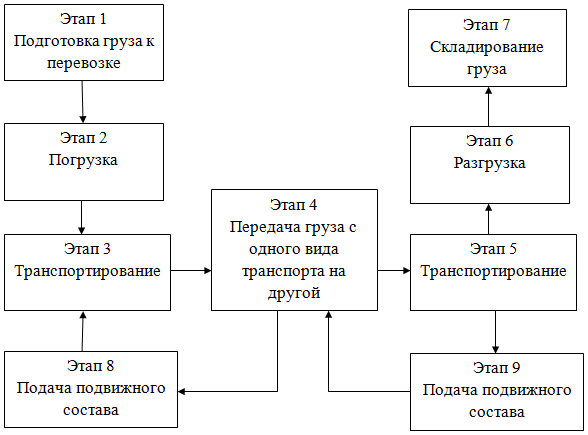 Этап 1
Подготовка груза к
перевозке
Этап 2
Погрузка
Этап 3
Транспортирование
Этап 4
Передача груза с
одного вида
транспорта на
другой
Этап 5
Транспортирование
Этап 6
Разгрузка
Этап 7
Складирование
груза
Этап 8
Подача подвижного
состава
Этап 9
Подача подвижного
состава